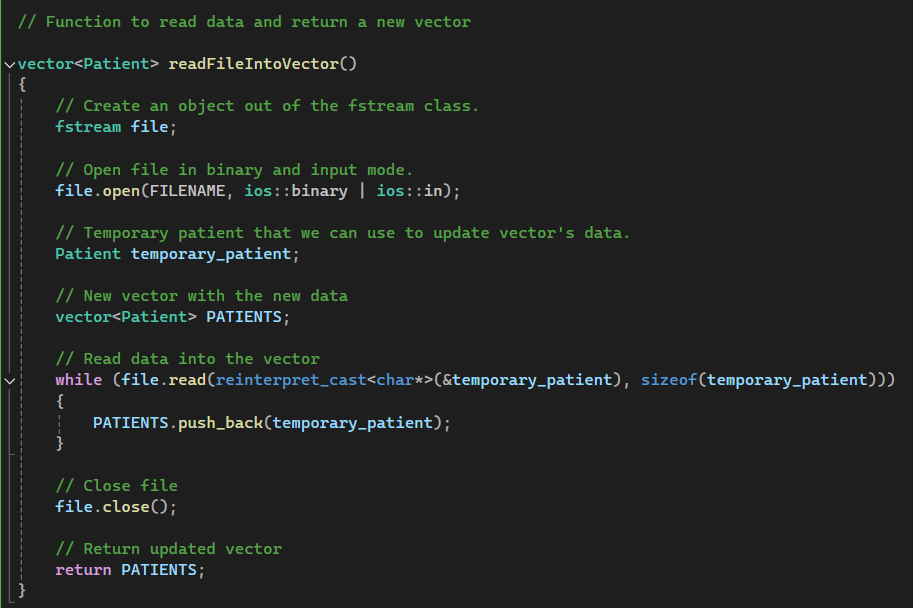 // Function to read data and return a new vector
vector<Patient> readFileIntoVector()
{
// Create an object out of the fstream class.
fstream file;
// Open file in binary and input mode.
file.open(FILENAME, ios::binary | ios::in);
// Temporary patient that we can use to update vector's data.
Patient temporary_patient;
// New vector with the new data
vector<Patient> PATIENTS;
// Read data into the vector
while (file.read(reinterpret_cast<char*>(&temporary_patient), sizeof(temporary_patient)))
{
PATIENTS.push_back(temporary_patient);
}
// Close file
file.close();
// Return updated vector
return PATIENTS;
}